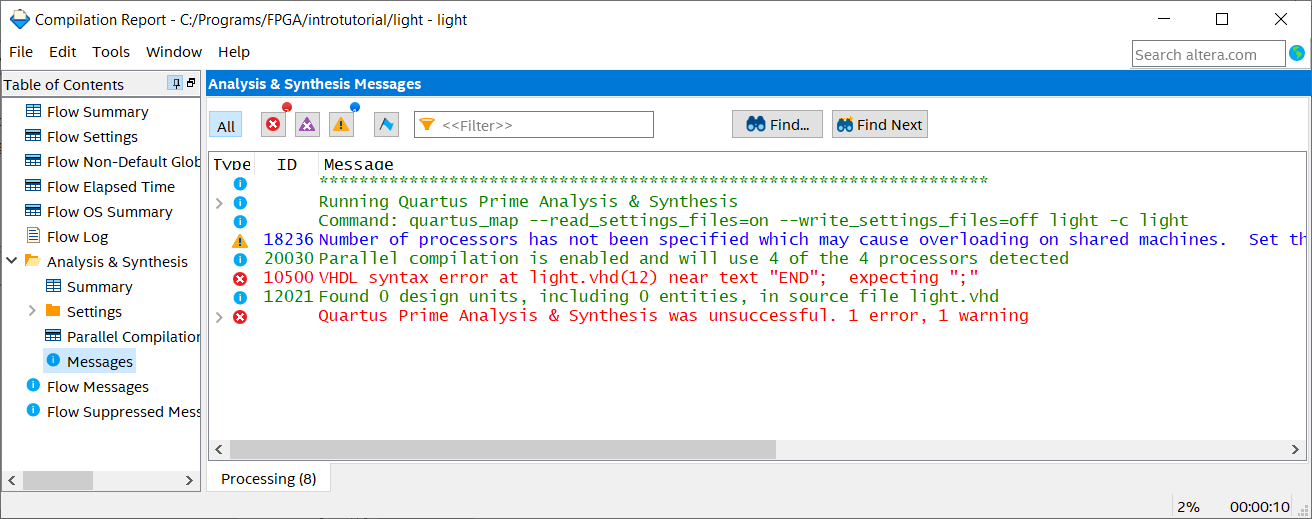 Compilation Report - C:/Programs/FPGA/introtutorial/light - light
File Edit Tools Window Help
Search altera.com
Table of Contents
Flow Summary
Flow Settings
Flow Non-Default Glob
Flow Elapsed Time
Flow OS Summary
Flow Log
Analysis & Synthesis
Summary
Settings
Parallel Compilation
Messages
Flow Messages
Flow Suppressed Mess
Analysis & Synthesis Messages
All <<Filter>> Find... Find Next
Type ID Message
*******************************************************************
Running Quartus Prime Analysis & Synthesis
Command: quartus_map --read_settings_files=on --write_settings_files=off light -c light
18236 Number of processors has not been specified which may cause overloading on shared machines.  Set th
20030 Parallel compilation is enabled and will use 4 of the 4 processors detected
10500 VHDL syntax error at light.vhd(12) near text "END";  expecting ";"
12021 Found 0 design units, including 0 entities, in source file light.vhd
Quartus Prime Analysis & Synthesis was unsuccessful. 1 error, 1 warning
Processing (8)
2% 00:00:10